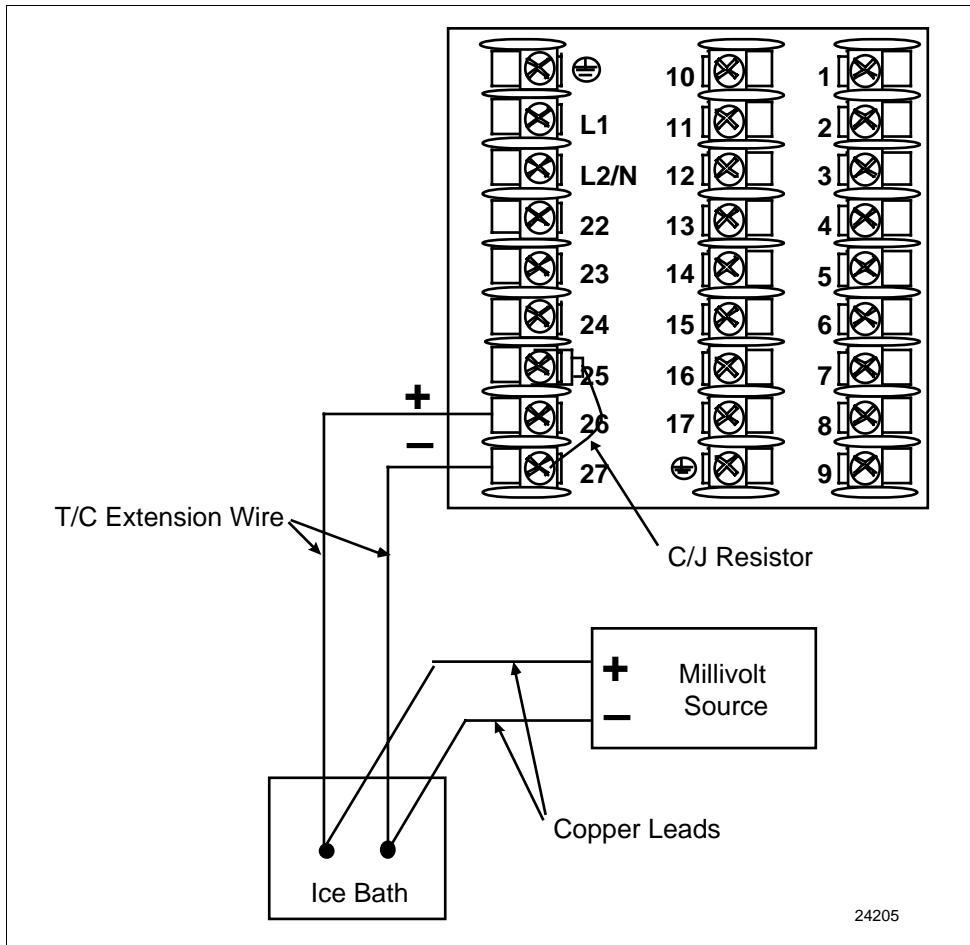 10 1
L1 11 2
L2/N 12 3
22 13 4
23 14 5
24 15 6
25 16 7
+ 26 17 8
− 27 9
T/C Extension Wire
C/J Resistor
+ Millivolt
− Source
Copper Leads
Ice Bath
24205